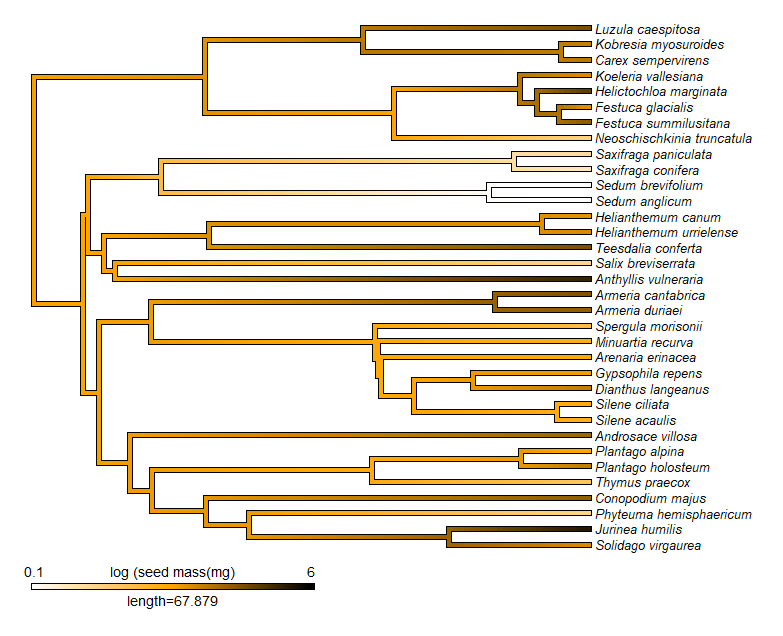 Luzula caespitosa
Kobresia myosuroides
Carex sempervirens
Koeleria vallesiana
Helictochloa marginata
Festuca glacialis
Festuca summilusitana
Neoschischkinia truncatula
Saxifraga paniculata
Saxifraga conifera
Sedum brevifolium
Sedum anglicum
Helianthemum canum
Helianthemum urrielense
Teesdalia conferta
Salix breviserrata
Anthyllis vulneraria
Armeria cantabrica
Armeria duriaei
Spergula morisonii
Minuartia recurva
Arenaria erinacea
Gypsophila repens
Dianthus langeanus
Silene ciliata
Silene acaulis
Androsace villosa
Plantago alpina
Plantago holosteum
Thymus praecox
Conopodium majus
Phyteuma hemisphaericum
Jurinea humilis
Solidago virgaurea
0.1 log (seed mass(mg) 6
length=67.879